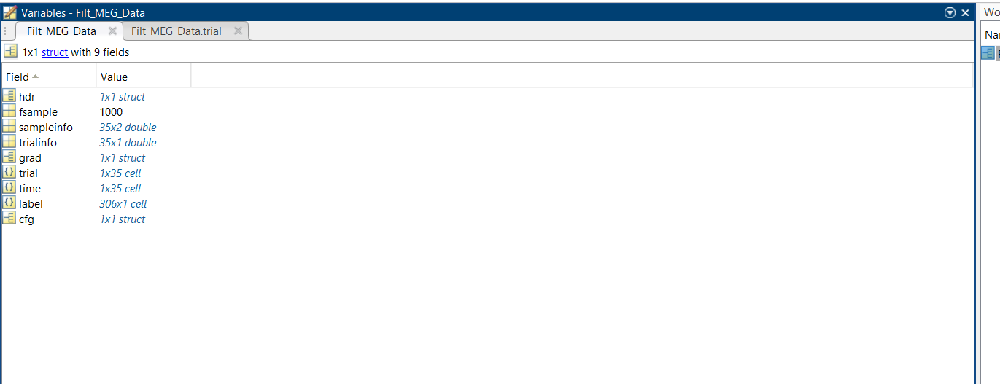 Variables - Filt_MEG_Data
Wo
Filt_MEG_Data Filt_MEG_Data.trial
1x1 struct with 9 fields
Nar
Field Value
hdr 1x1 struct
fsample 1000
sampleinfo 35x2 double
trialinfo 35x1 double
grad 1x1 struct
trial 1x35 cell
time 1x35 cell
label 306x1 cell
cfg 1x1 struct